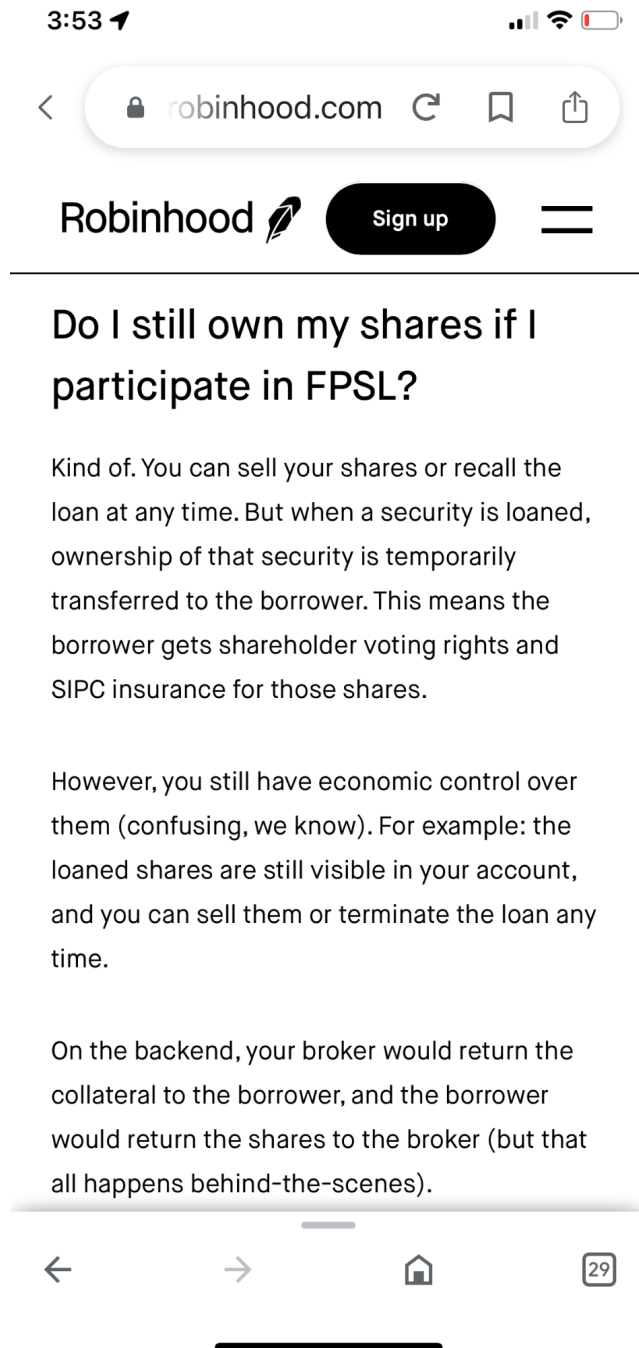 3:53
robinhood.com
Robinhood
Sign up
Do I still own my shares if I
participate in FPSL?
Kind of. You can sell your shares or recall the
loan at any time. But when a security is loaned,
ownership of that security is temporarily
transferred to the borrower. This means the
borrower gets shareholder voting rights and
SIPC insurance for those shares.
However, you still have economic control over
them (confusing, we know). For example: the
loaned shares are still visible in your account,
and you can sell them or terminate the loan any
time.
On the backend, your broker would return the
collateral to the borrower, and the borrower
would return the shares to the broker (but that
all happens behind-the-scenes).
29